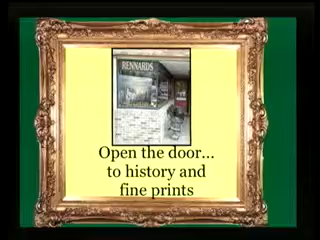 RENNARDS
Open the door...
to history and
fine prints